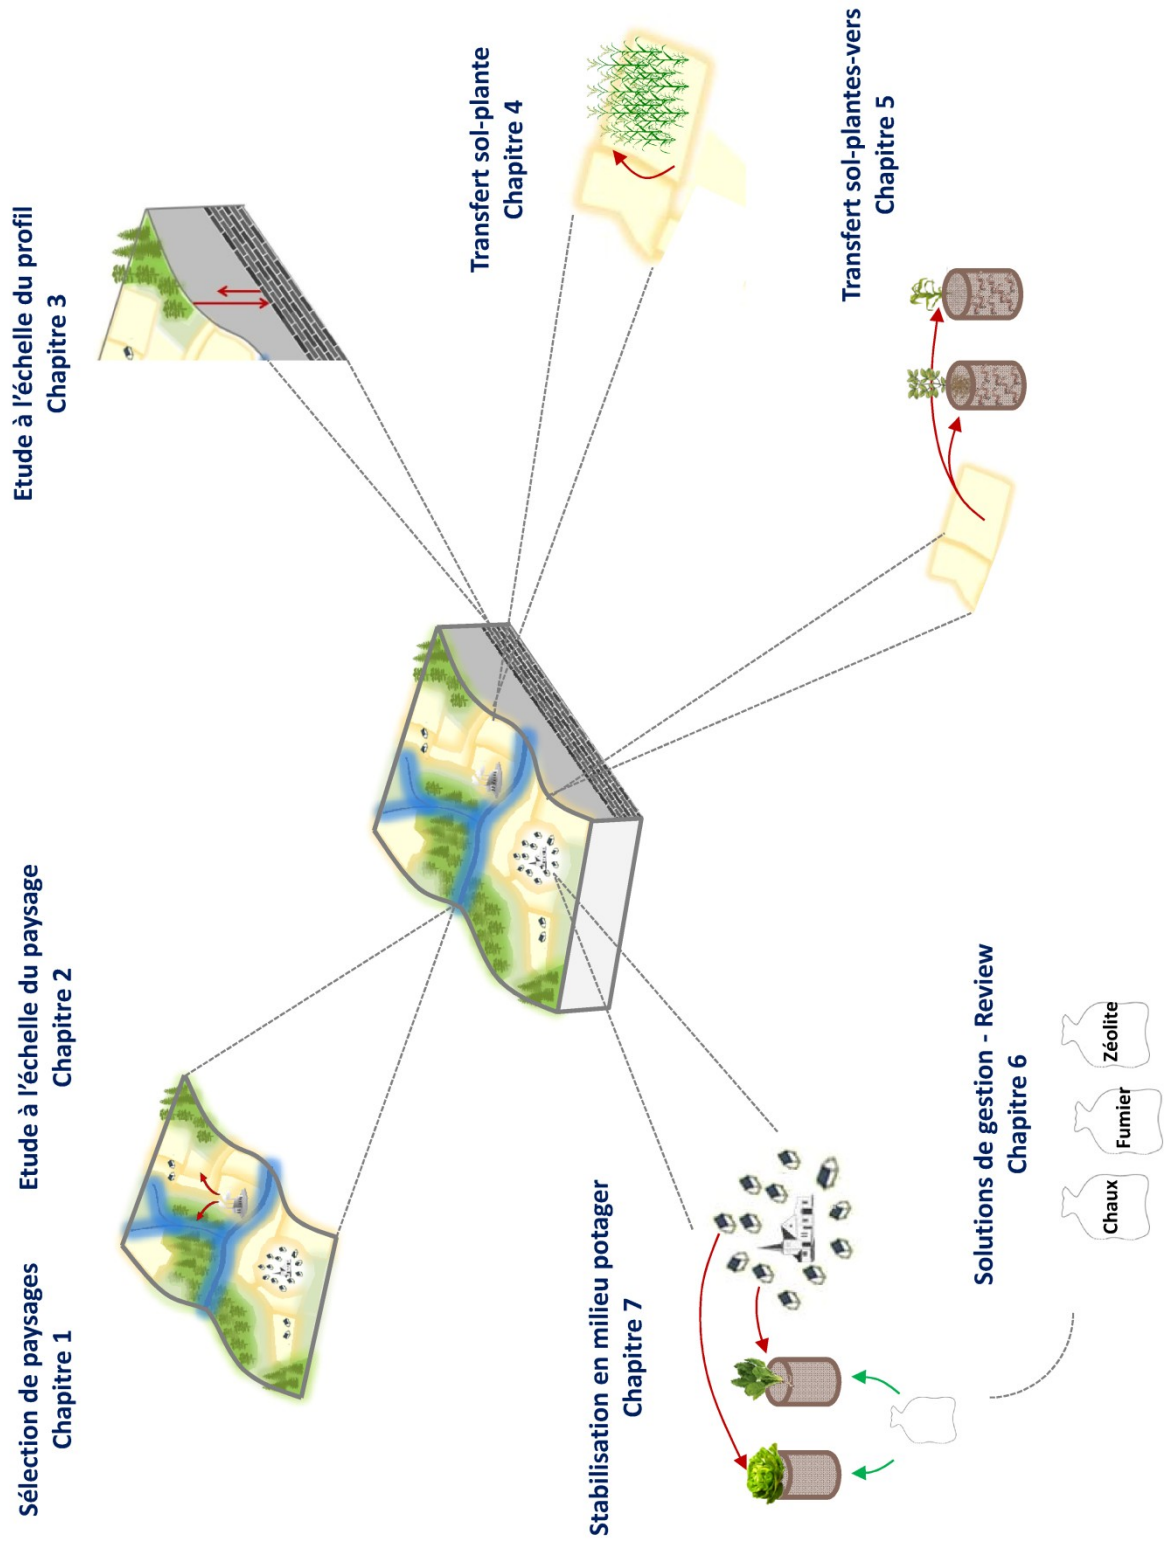 Sélection de paysages
Chapitre 1
Etude à l'échelle du paysage
Chapitre 2
Etude à l'échelle du profil
Chapitre 3
Transfert sol-plante
Chapitre 4
Transfert sol-plantes-vers
Chapitre 5
Stabilisation en milieu potager
Chapitre 7
Solutions de gestion - Review
Chapitre 6
Chaux
Fumier
Zéolite